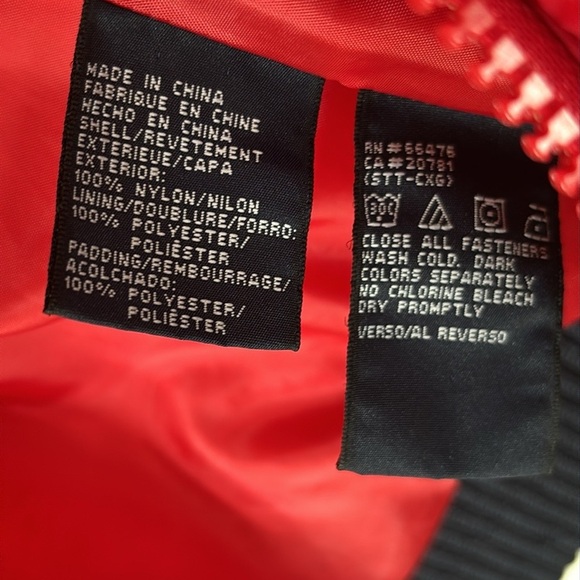 MADE IN CHINA
FABRIQUE EN CHINE
HECHO EN CHINA
SHELL/REVETEMENT
EXTERIEUR/CAPA
EXTERIOR:
100% NYLON/NILON
LINING/DOUBLURE/FORRO:
100% POLYESTER/
POLIÉSTER
PADDING/REMBOURRAGE/
ACOLCHADO:
100% POLYESTER/
POLIÉSTER
RN#66476
CA#20781
(STT-CXG)
30C
CLOSE ALL FASTENERS
WASH COLD. DARK
COLORS SEPARATELY
NO CHLORINE BLEACH
DRY PROMPTLY
VERSO/AL REVERSO